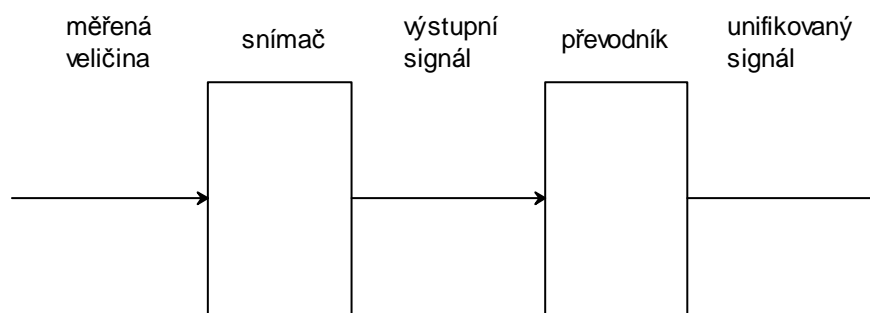 měřená
veličina
snímač
výstupní
signál
převodník
unifikovaný
signál